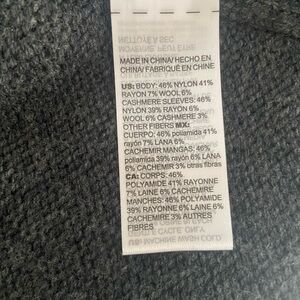 MADE IN CHINA/ HECHO EN
CHINA/ FABRIQUÉ EN CHINE
US: BODY: 46% NYLON 41%
RAYON 7% WOOL 6%
CASHMERE SLEEVES: 46%
NYLON 39% RAYON 6%
WOOL 6% CASHMERE 3%
OTHER FIBERS MX:
CUERPO: 46% poliamida 41%
rayón 7% LANA 6%
CACHEMIR MANGAS: 46%
poliamida 39% rayón 6% LANA
6% CACHEMIR 3% otras fibras
CA: CORPS: 46%
POLYAMIDE 41% RAYONNE
7% LAINE 6% CACHEMIRE
MANCHES: 46% POLYAMIDE
39% RAYONNE 6% LAINE 6%
CACHEMIRE 3% AUTRES
FIBRES